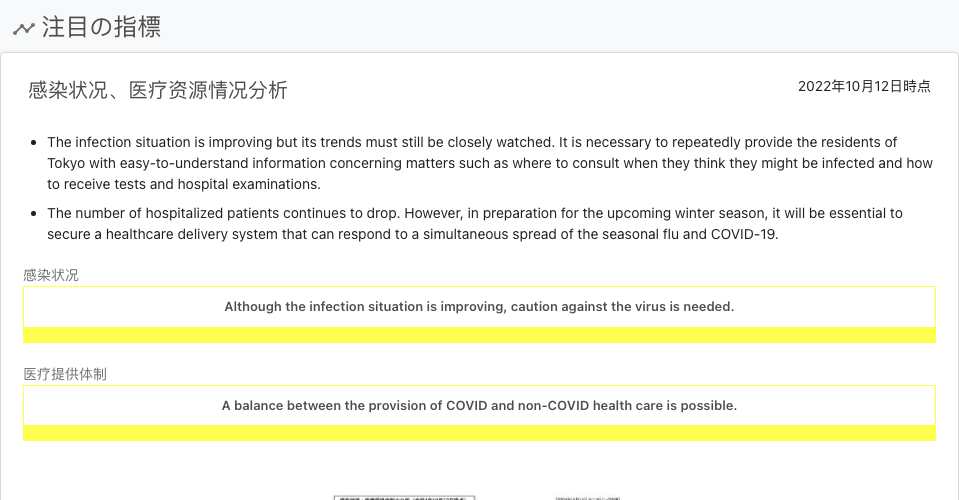 注目の指標
感染状况、医疗资源情况分析
2022年10月12日時点
The infection situation is improving but its trends must still be closely watched. It is necessary to repeatedly provide the residents of
Tokyo with easy-to-understand information concerning matters such as where to consult when they think they might be infected and how
to receive tests and hospital examinations.
The number of hospitalized patients continues to drop. However, in preparation for the upcoming winter season, it will be essential to
secure a healthcare delivery system that can respond to a simultaneous spread of the seasonal flu and COVID-19.
感染状况
Although the infection situation is improving, caution against the virus is needed.
医疗提供体制
A balance between the provision of COVID and non-COVID health care is possible.